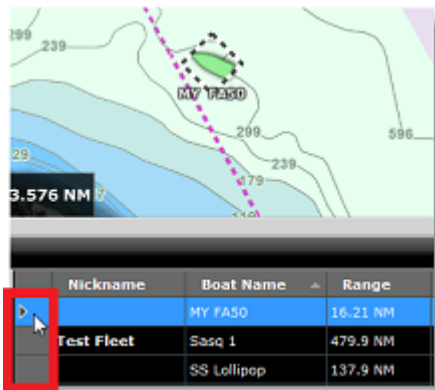 299
239
MY FA50
299
596
239
29
479
3.576 NM
Nickname Boat Name Range
MY FA50 16.21 NM
Test Fleet Sasq 1 479.9 NM
SS Lollipop 137.9 NM